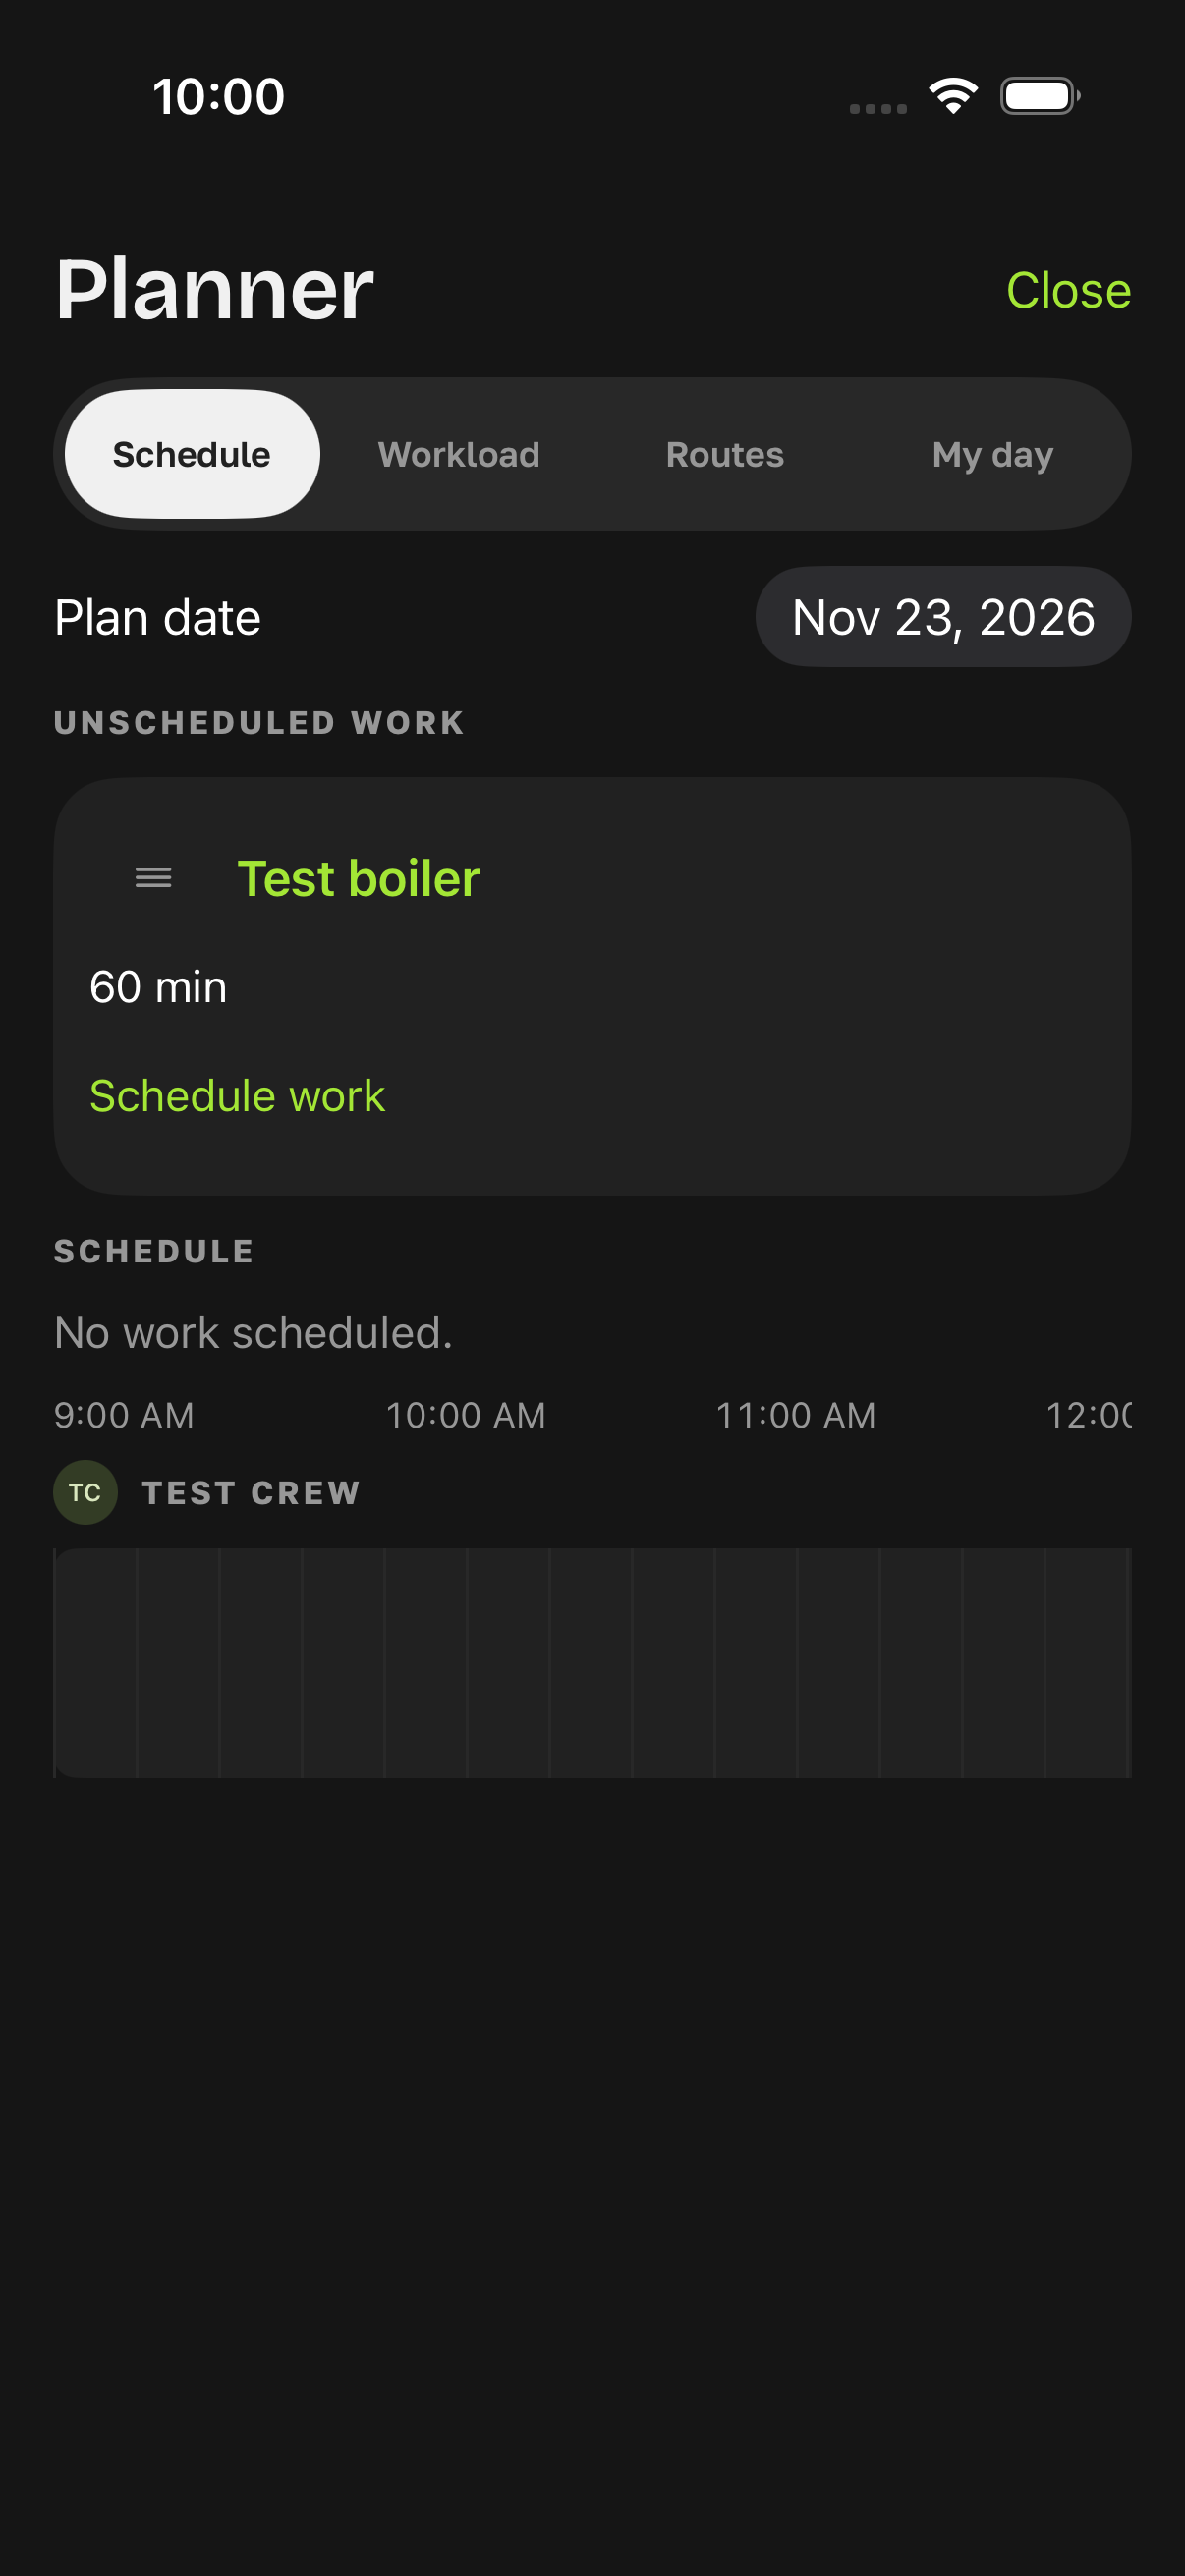 10:00
Planner
Close
Schedule Workload Routes My day
Plan date
Nov 23, 2026
UNSCHEDULED WORK
Test boiler
60 min
Schedule work
SCHEDULE
No work scheduled.
9:00 AM 10:00 AM 11:00 AM 12:00
TC TEST CREW